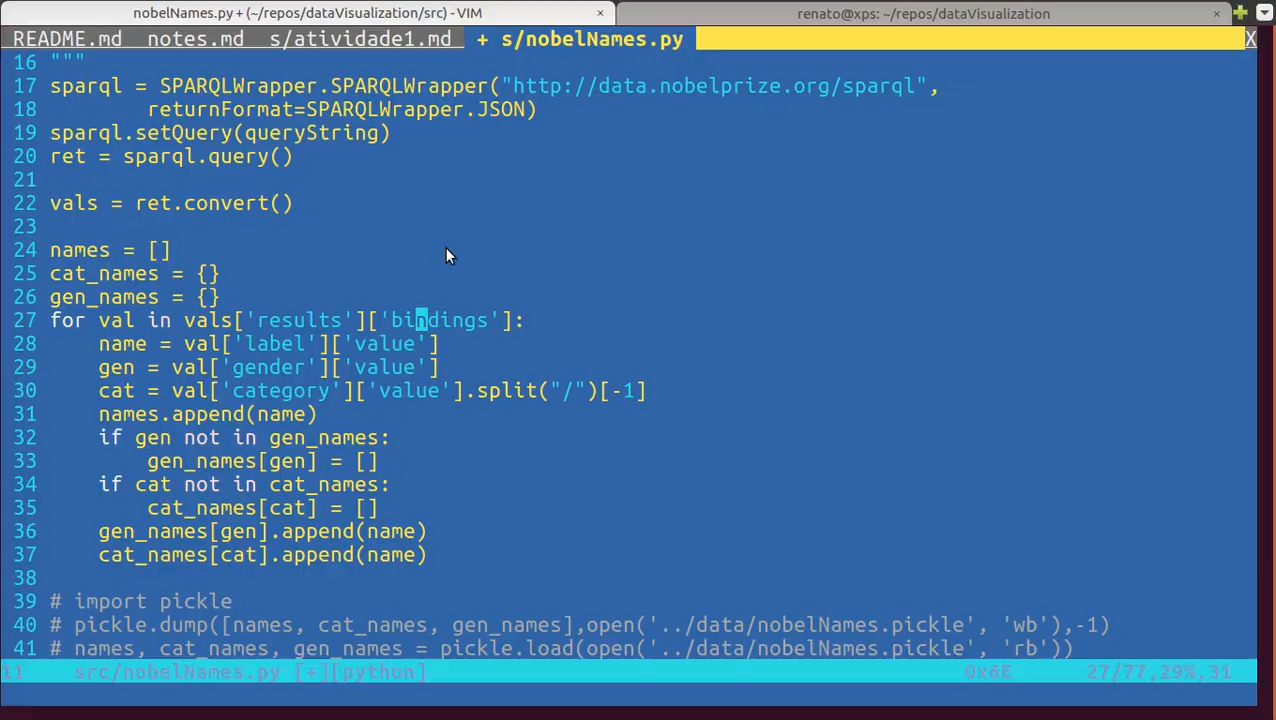 nobelNames.py + (~/repos/dataVisualization/src) - VIM × renato@xps: ~/repos/dataVisualization ×
README.md notes.md s/atividade1.md + s/nobelNames.py X
16 """
17 sparql = SPARQLWrapper.SPARQLWrapper("http://data.nobelprize.org/sparql",
18         returnFormat=SPARQLWrapper.JSON)
19 sparql.setQuery(queryString)
20 ret = sparql.query()
21
22 vals = ret.convert()
23
24 names = []
25 cat_names = {}
26 gen_names = {}
27 for val in vals['results']['bindings']:
28     name = val['label']['value']
29     gen = val['gender']['value']
30     cat = val['category']['value'].split("/")[-1]
31     names.append(name)
32     if gen not in gen_names:
33         gen_names[gen] = []
34     if cat not in cat_names:
35         cat_names[cat] = []
36     gen_names[gen].append(name)
37     cat_names[cat].append(name)
38
39 # import pickle
40 # pickle.dump([names, cat_names, gen_names],open('../data/nobelNames.pickle', 'wb'),-1)
41 # names, cat_names, gen_names = pickle.load(open('../data/nobelNames.pickle', 'rb'))
11 src/nobelNames.py [+][python] 0x6E 27/77,29%,31